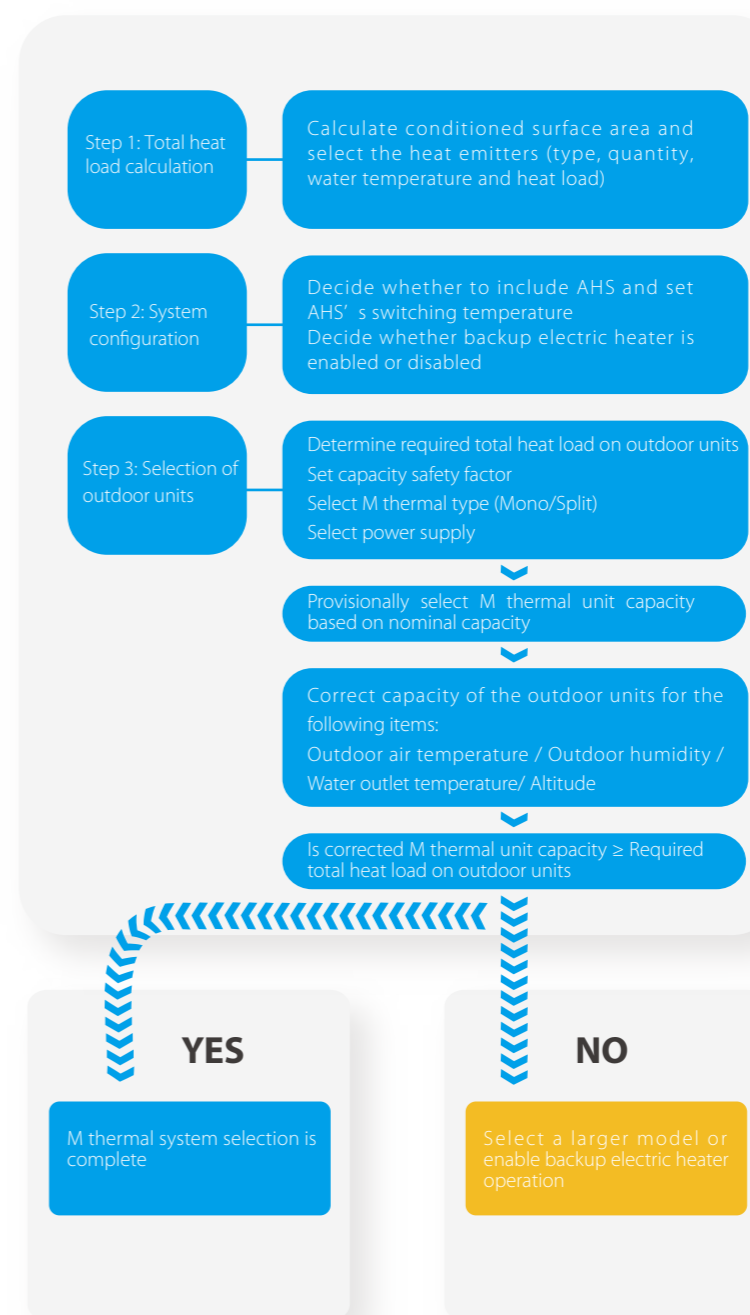 Step 1: Total heat
load calculation
Calculate conditioned surface area and
select the heat emitters (type, quantity,
water temperature and heat load)
Step 2: System
configuration
Decide whether to include AHS and set
AHS’ s switching temperature
Decide whether backup electric heater is
enabled or disabled
Step 3: Selection of
outdoor units
Determine required total heat load on outdoor units
Set capacity safety factor
Select M thermal type (Mono/Split)
Select power supply
Provisionally select M thermal unit capacity
based on nominal capacity
Correct capacity of the outdoor units for the
following items:
Outdoor air temperature / Outdoor humidity /
Water outlet temperature/ Altitude
Is corrected M thermal unit capacity ≥ Required
total heat load on outdoor units
YES
M thermal system selection is
complete
NO
Select a larger model or
enable backup electric heater
operation